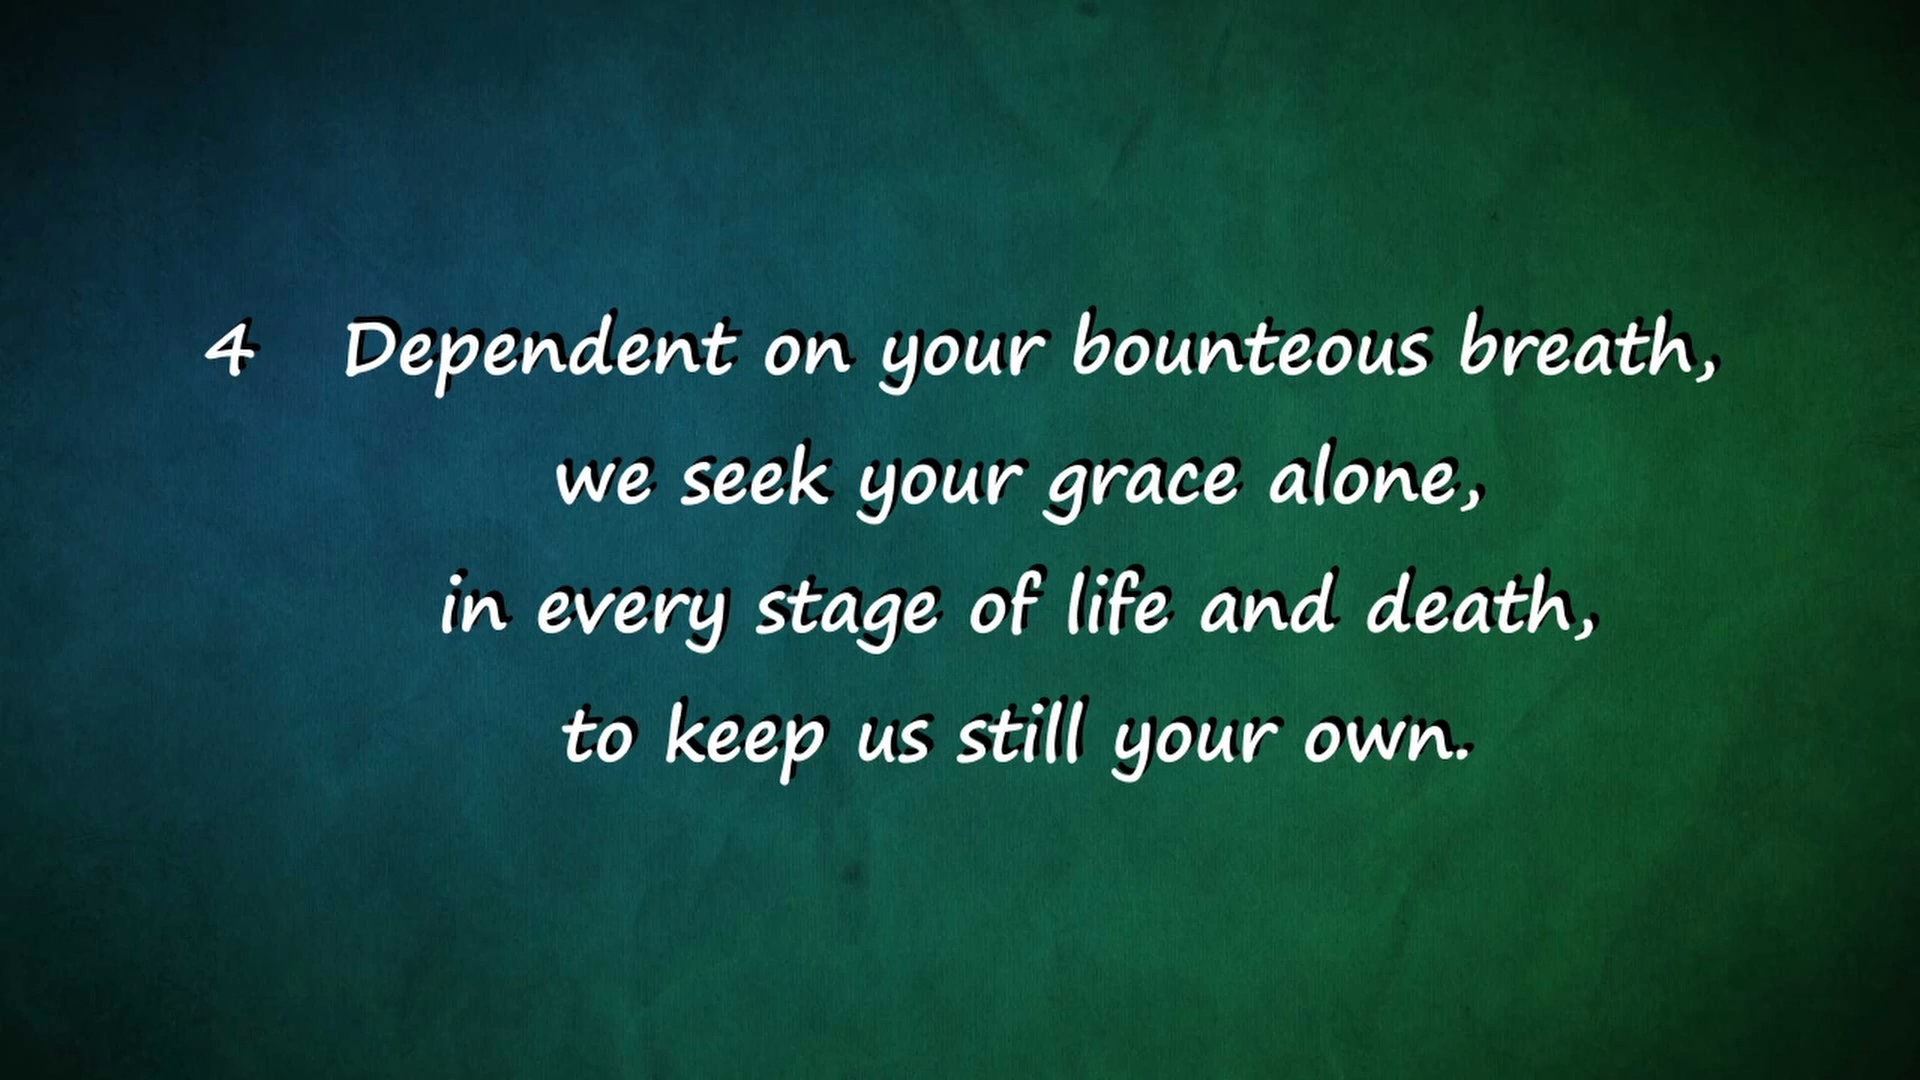 4 Dependent on your bounteous breath,
we seek your grace alone,
in every stage of life and death,
to keep us still your own.